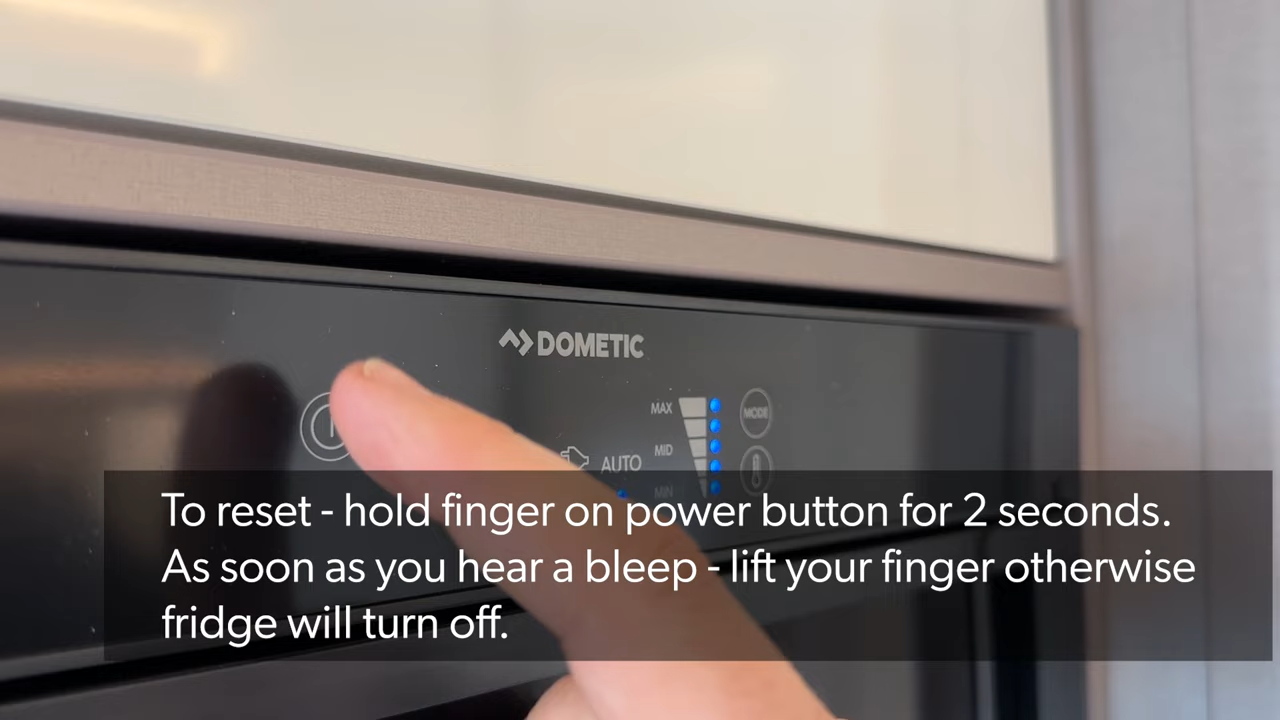 DOMETIC
MAX
MODE
MID
AUTO
MIN
To reset - hold finger on power button for 2 seconds.
As soon as you hear a bleep - lift your finger otherwise
fridge will turn off.